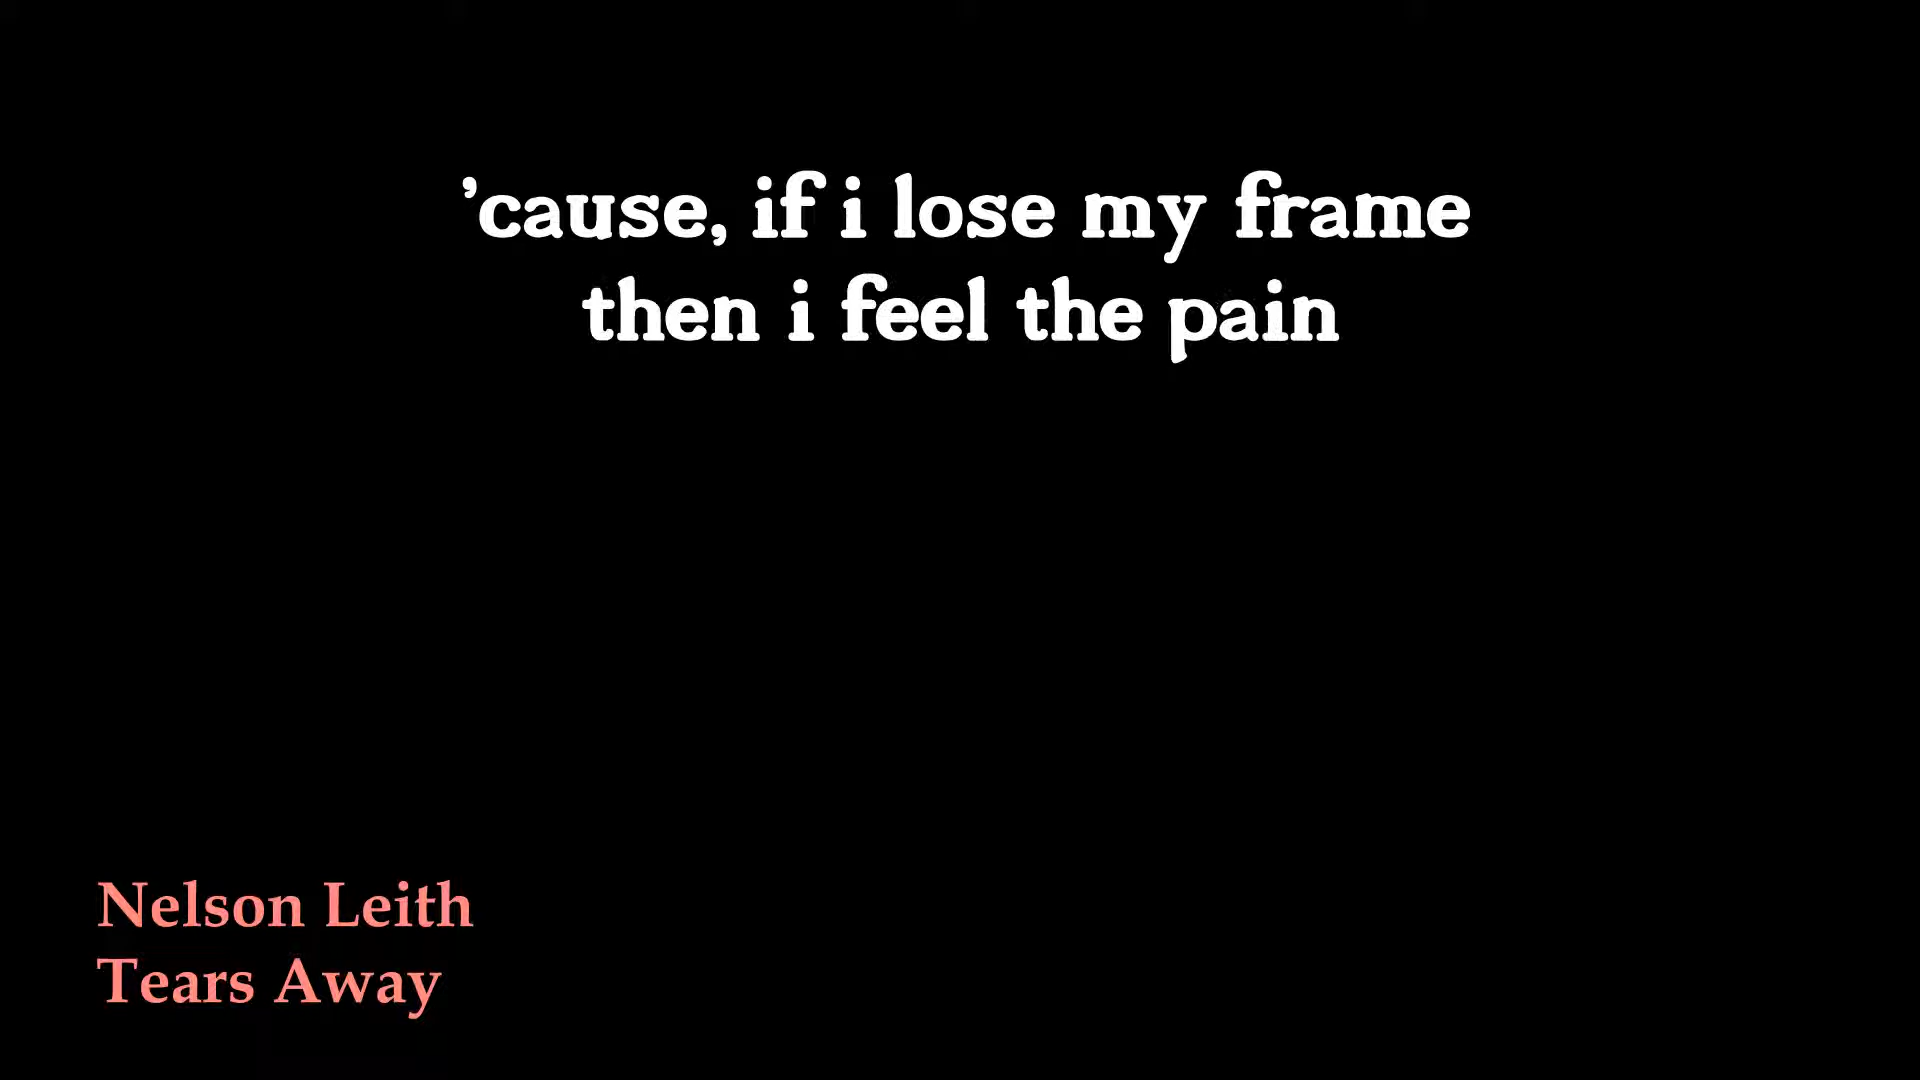 ’cause, if i lose my frame
then i feel the pain
Nelson Leith
Tears Away